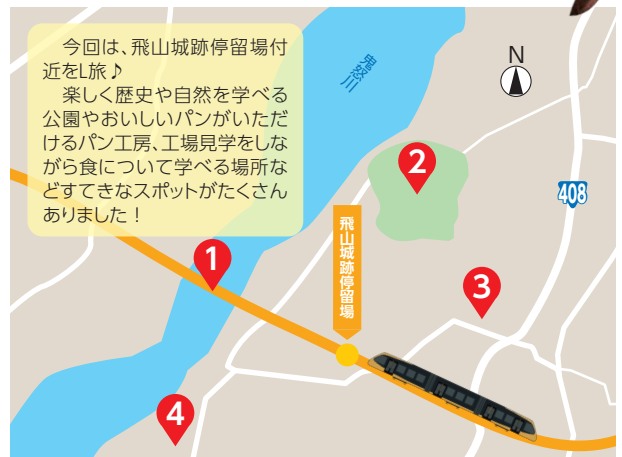 今回は、飛山城跡停留場付
近をL旅♪
楽しく歴史や自然を学べる
公園やおいしいパンがいただ
けるパン工房、工場見学をしな
がら食について学べる場所な
どすてきなスポットがたくさん
ありました！
鬼怒川
N
2
408
飛山城跡停留場
1
3
4